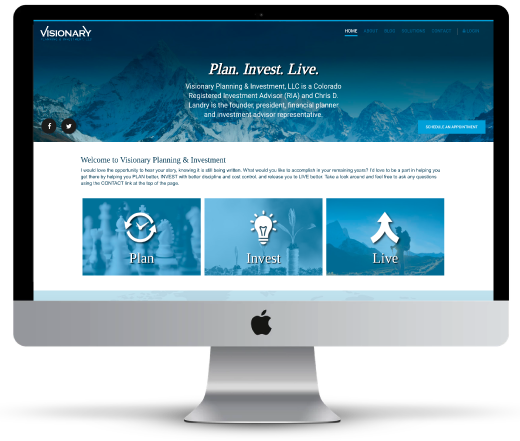 VISIONARY
HOME ABOUT BLOG SOLUTIONS CONTACT LOGIN
Plan. Invest. Live.
Visionary Planning & Investment, LLC is a Colorado
Registered Investment Advisor (RIA) and Chris D.
Landry is the founder, president, financial planner
and investment advisor representative.
SCHEDULE AN APPOINTMENT
Welcome to Visionary Planning & Investment
I would love the opportunity to hear your story, knowing it is still being written. What would you like to accomplish in your remaining years? I'd love to be a part in helping you
get there by helping you PLAN better, INVEST with better discipline and cost control, and release you to LIVE better. Take a look around and feel free to ask any questions
using the CONTACT link at the top of the page.
Plan Invest Live